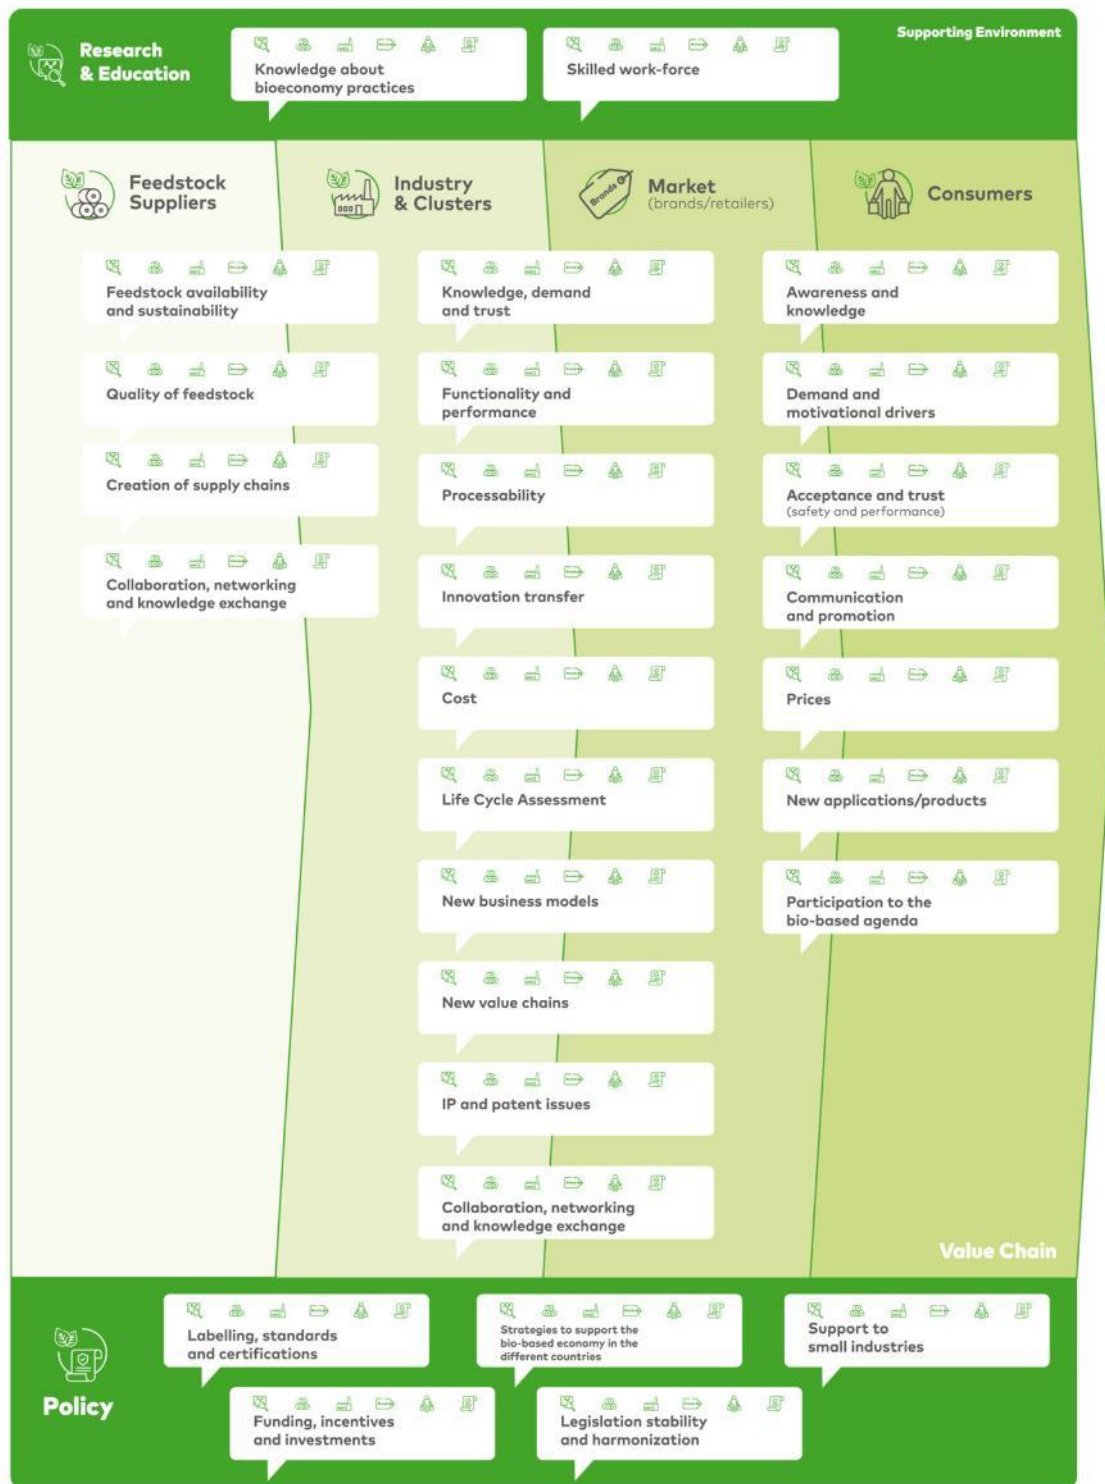 Research
& Education
Knowledge about
bioeconomy practices
Skilled work-force
Supporting Environment
Feedstock
Suppliers
Industry
& Clusters
Brands
Market
(brands/retailers)
Consumers
Feedstock availability
and sustainability
Quality of feedstock
Creation of supply chains
Collaboration, networking
and knowledge exchange
Knowledge, demand
and trust
Functionality and
performance
Processability
Innovation transfer
Cost
Life Cycle Assessment
New business models
New value chains
IP and patent issues
Collaboration, networking
and knowledge exchange
Awareness and
knowledge
Demand and
motivational drivers
Acceptance and trust
(safety and performance)
Communication
and promotion
Prices
New applications/products
Participation to the
bio-based agenda
Value Chain
Policy
Labelling, standards
and certifications
Strategies to support the
bio-based economy in the
different countries
Support to
small industries
Funding, incentives
and investments
Legislation stability
and harmonization